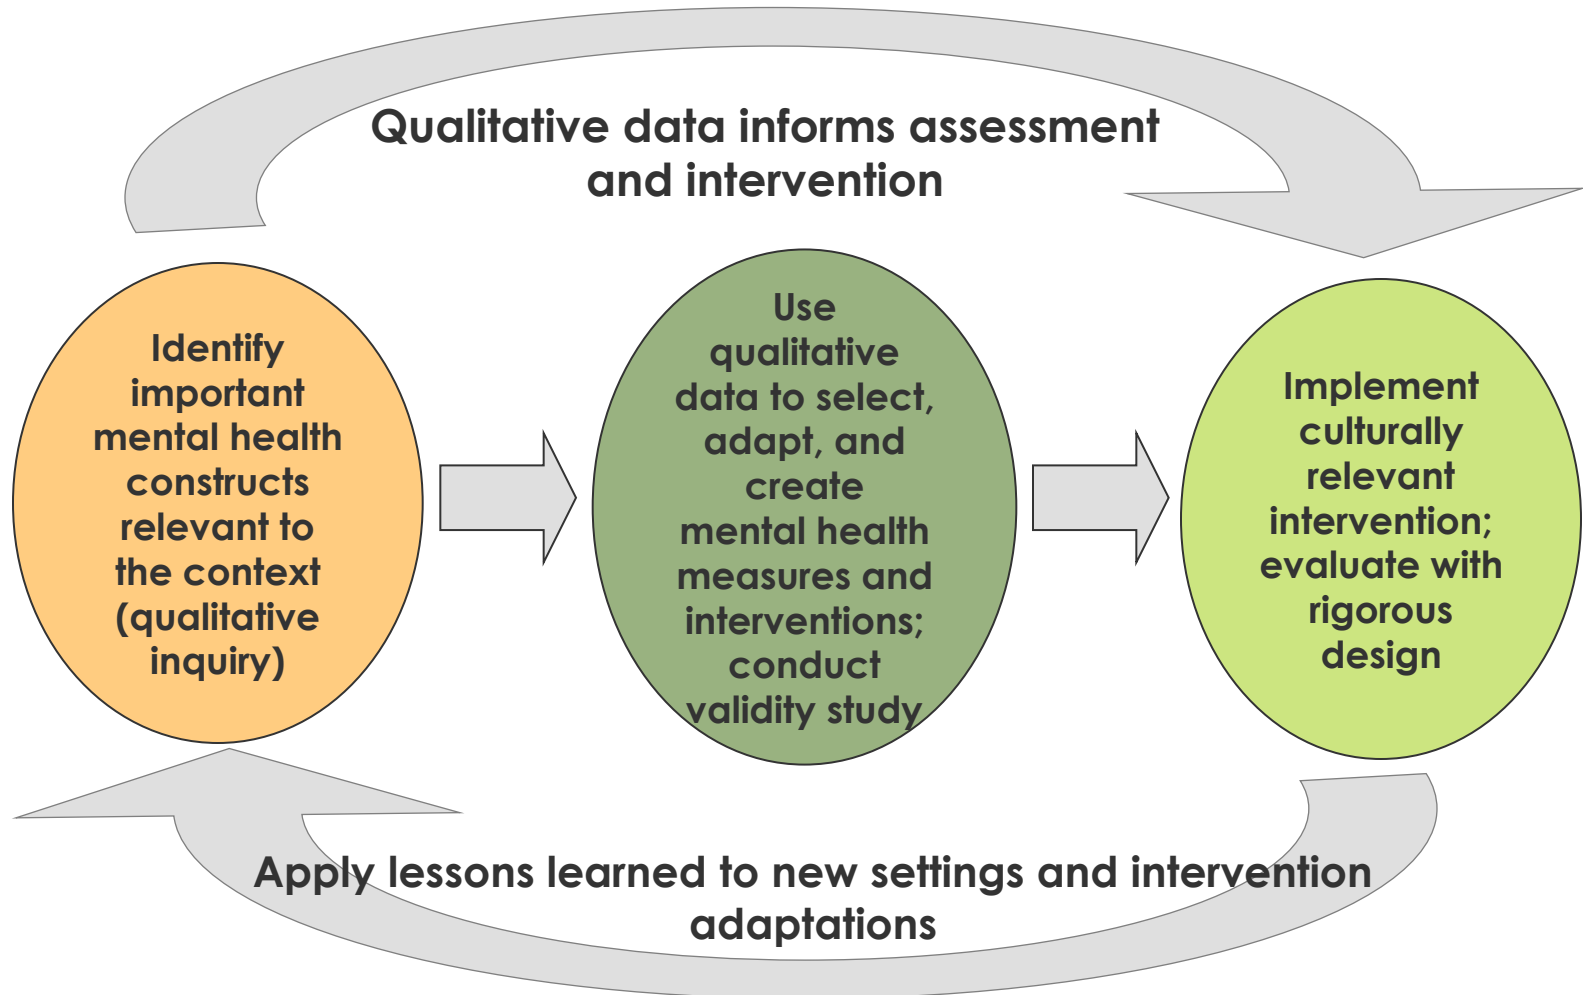 Qualitative data informs assessment
and intervention
Identify
important
mental health
constructs
relevant to
the context
(qualitative
inquiry)
Use
qualitative
data to select,
adapt, and
create
mental health
measures and
interventions;
conduct
validity study
Implement
culturally
relevant
intervention;
evaluate with
rigorous
design
Apply lessons learned to new settings and intervention
adaptations